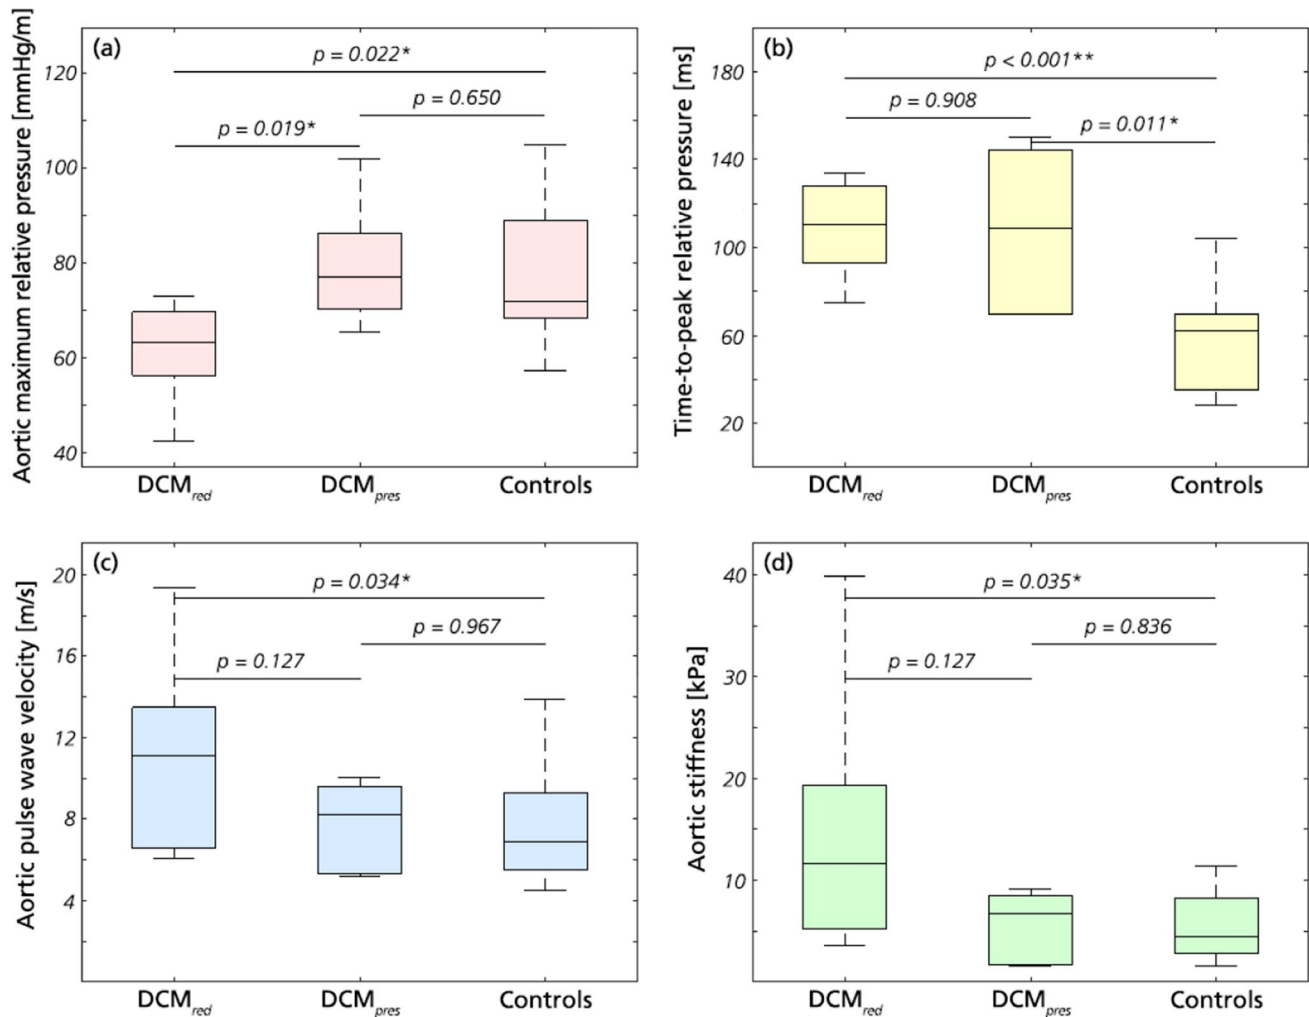 (a)
Aortic maximum relative pressure [mmHg/m]
120
100
80
60
40
p = 0.022*
p = 0.650
p = 0.019*
DCMred
DCMpres
Controls
(b)
Time-to-peak relative pressure [ms]
180
140
100
60
20
p < 0.001**
p = 0.908
p = 0.011*
DCMred
DCMpres
Controls
(c)
Aortic pulse wave velocity [m/s]
20
16
12
8
4
p = 0.034*
p = 0.967
p = 0.127
DCMred
DCMpres
Controls
(d)
Aortic stiffness [kPa]
40
30
20
10
p = 0.035*
p = 0.836
p = 0.127
DCMred
DCMpres
Controls